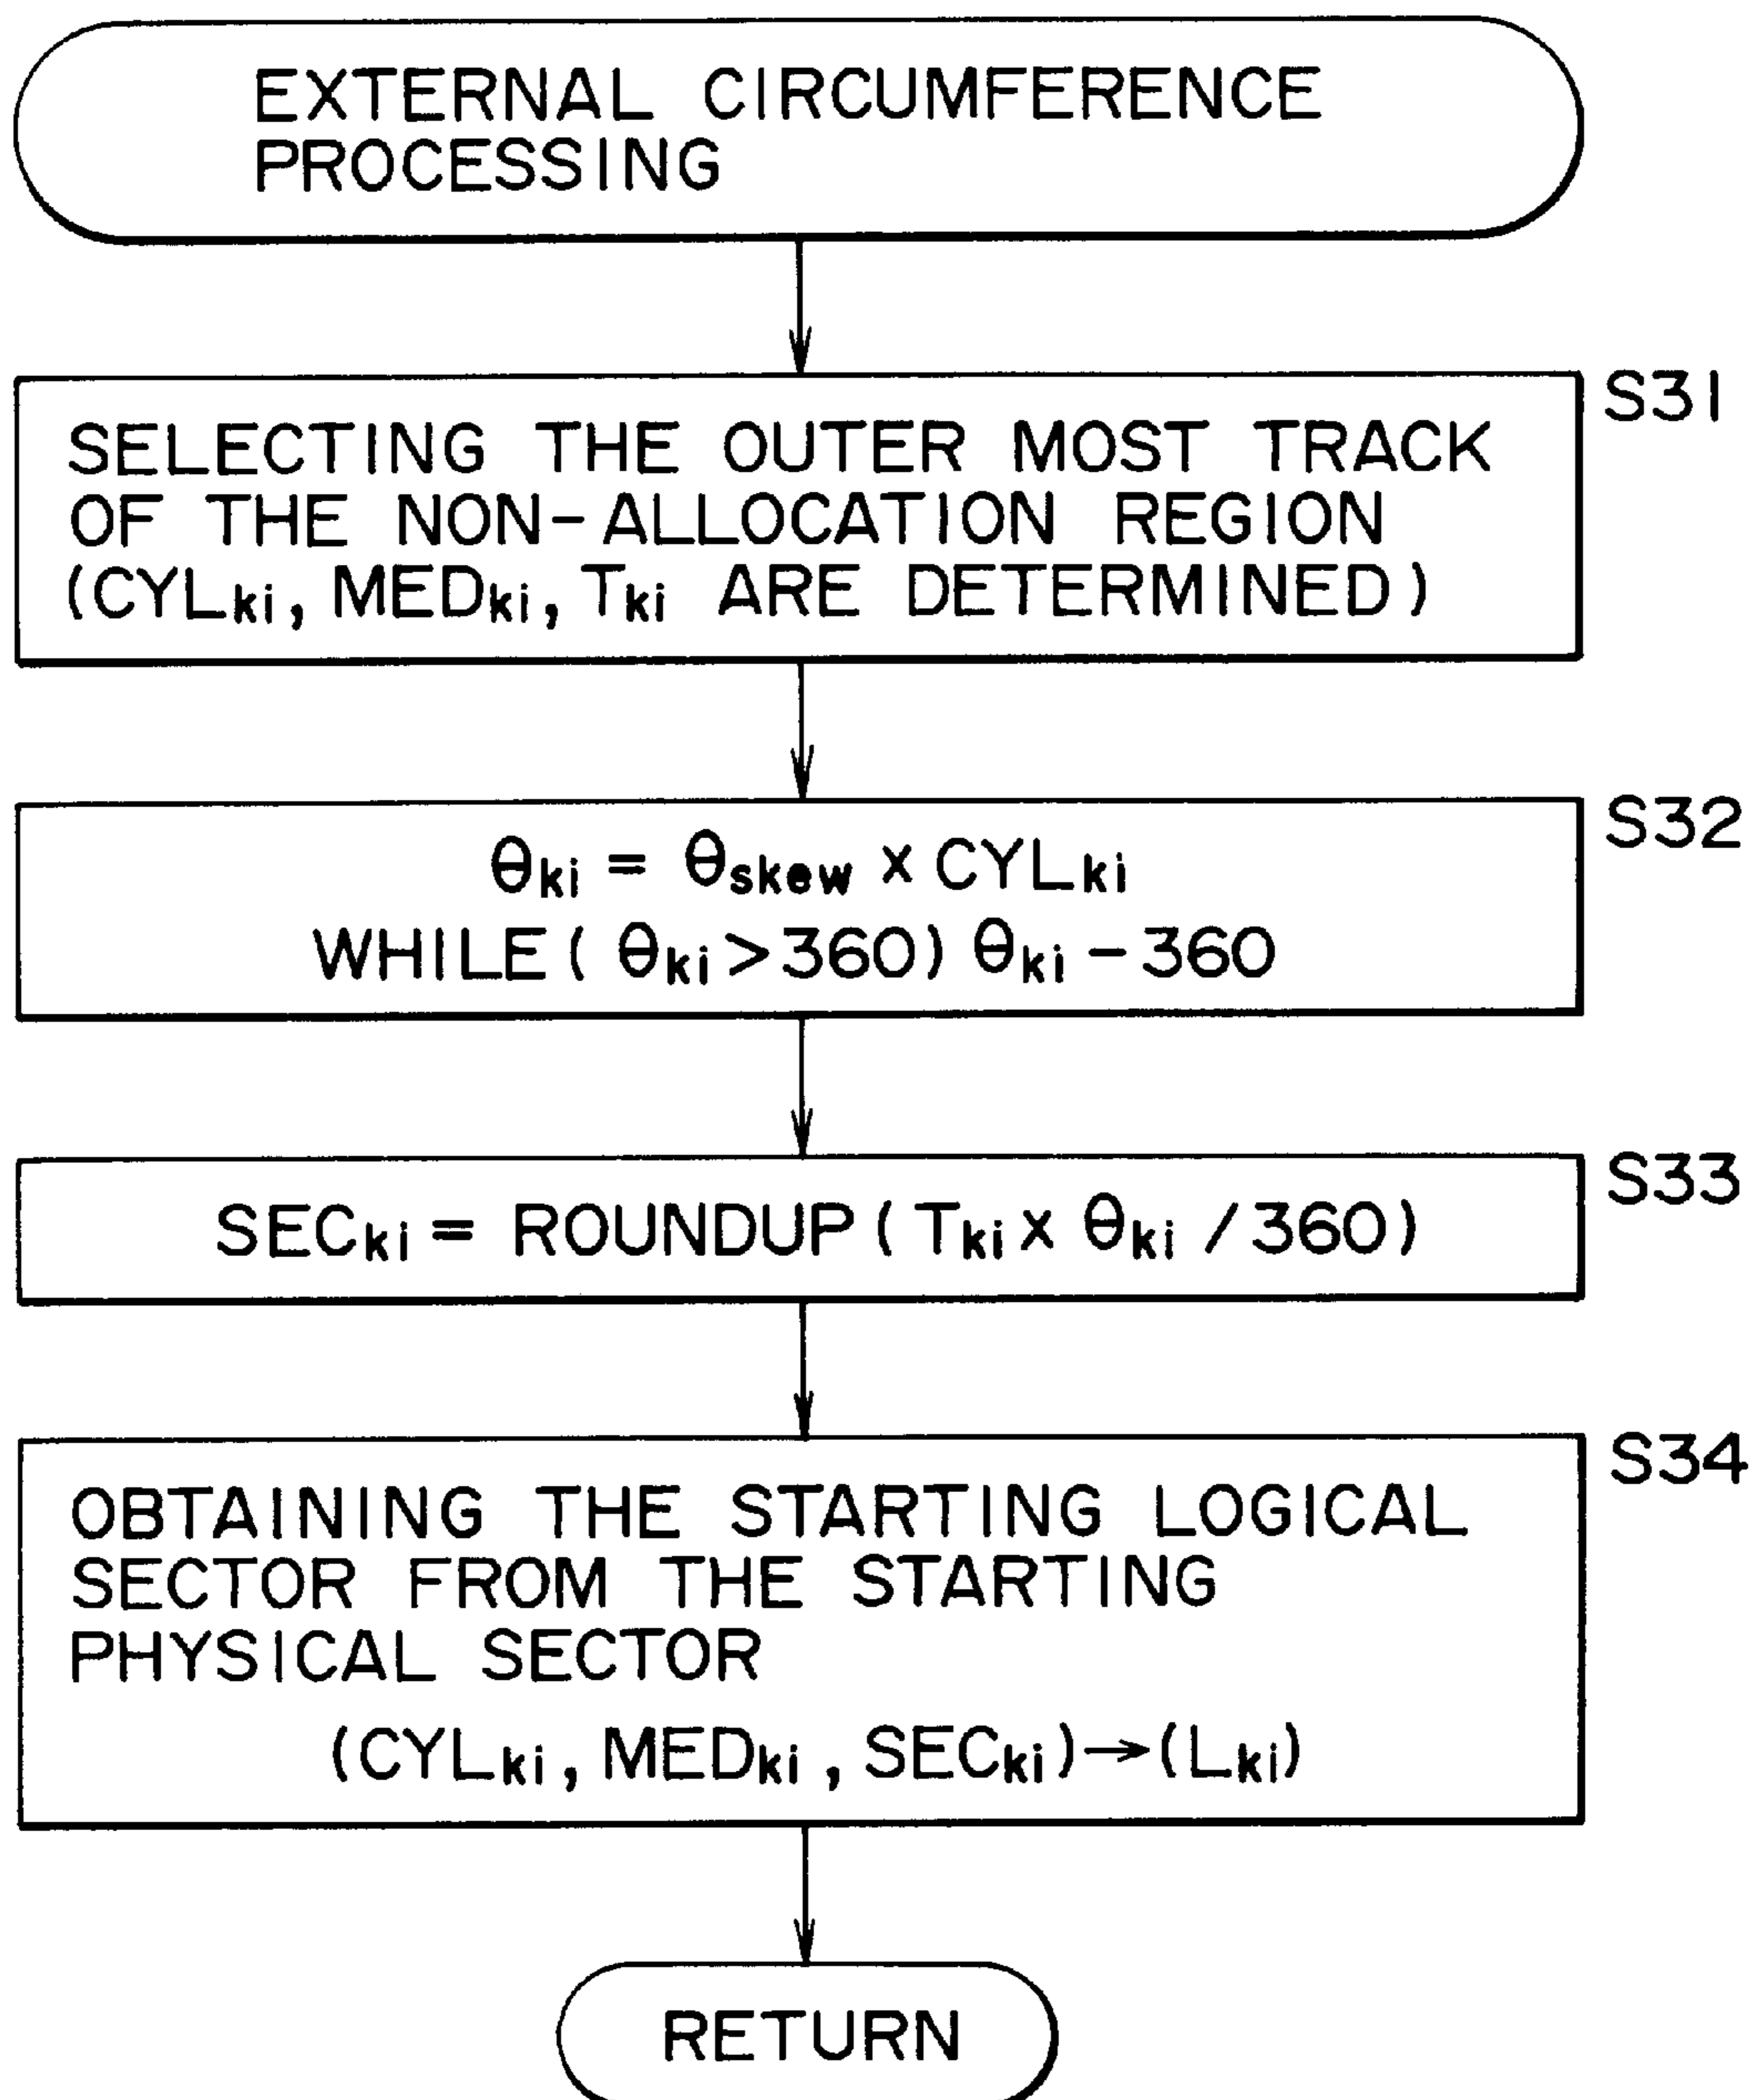 EXTERNAL CIRCUMFERENCE
PROCESSING
S31
SELECTING THE OUTER MOST TRACK
OF THE NON-ALLOCATION REGION
(CYLki, MEDki, Tki ARE DETERMINED)
S32
θki = θskew x CYLki
WHILE (θki>360) θki-360
S33
SECki = ROUNDUP (Tki x θki /360)
S34
OBTAINING THE STARTING LOGICAL
SECTOR FROM THE STARTING
PHYSICAL SECTOR
(CYLki, MEDki, SECki)→(Lki)
RETURN